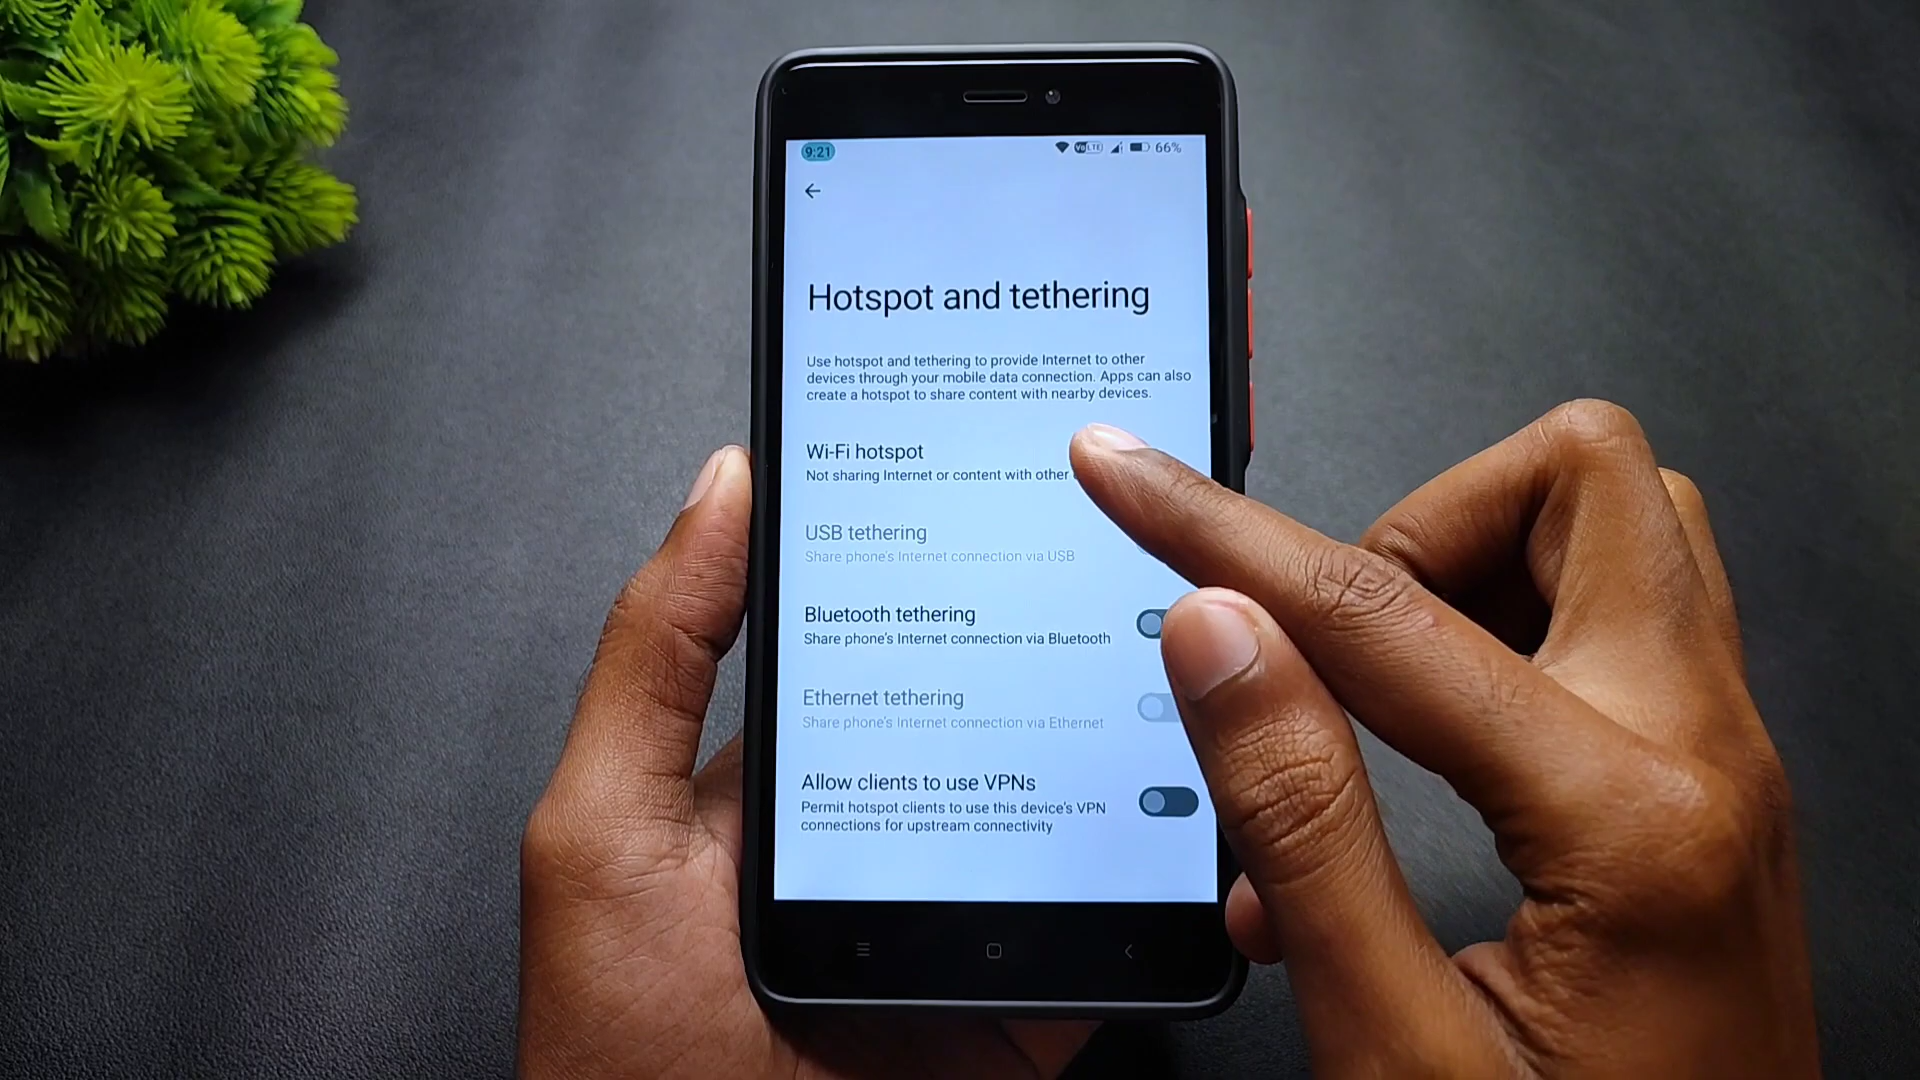 9:21 VoLTE 66%
Hotspot and tethering
Use hotspot and tethering to provide Internet to other
devices through your mobile data connection. Apps can also
create a hotspot to share content with nearby devices.
Wi-Fi hotspot
Not sharing Internet or content with other
USB tethering
Share phone's Internet connection via USB
Bluetooth tethering
Share phone's Internet connection via Bluetooth
Ethernet tethering
Share phone's Internet connection via Ethernet
Allow clients to use VPNs
Permit hotspot clients to use this device's VPN
connections for upstream connectivity